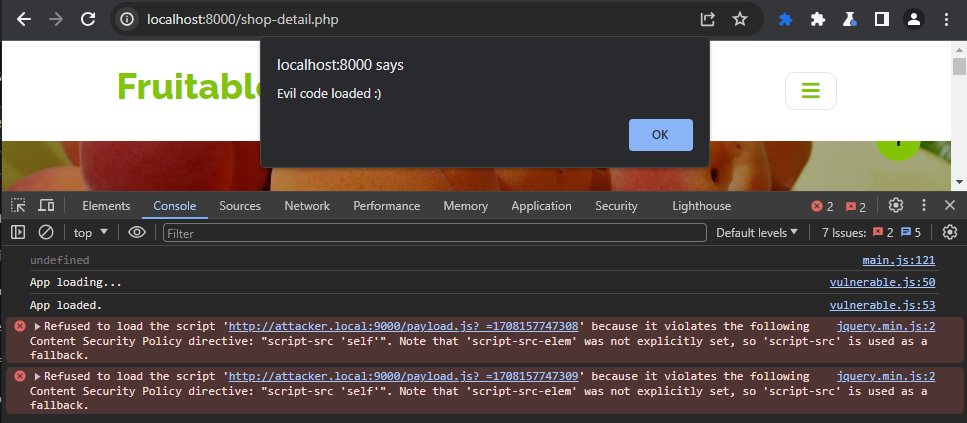 localhost:8000/shop-detail.php
localhost:8000 says
Evil code loaded :)
OK
Fruitable
Elements Console Sources Network Performance Memory Application Security Lighthouse 2 2
top Filter Default levels 7 Issues: 2 5
undefined main.js:121
App loading... vulnerable.js:50
App loaded. vulnerable.js:53
Refused to load the script 'http://attacker.local:9000/payload.js?_=1708157747308' because it violates the following jquery.min.js:2
Content Security Policy directive: "script-src 'self'". Note that 'script-src-elem' was not explicitly set, so 'script-src' is used as a
fallback.
Refused to load the script 'http://attacker.local:9000/payload.js?_=1708157747309' because it violates the following jquery.min.js:2
Content Security Policy directive: "script-src 'self'". Note that 'script-src-elem' was not explicitly set, so 'script-src' is used as a
fallback.